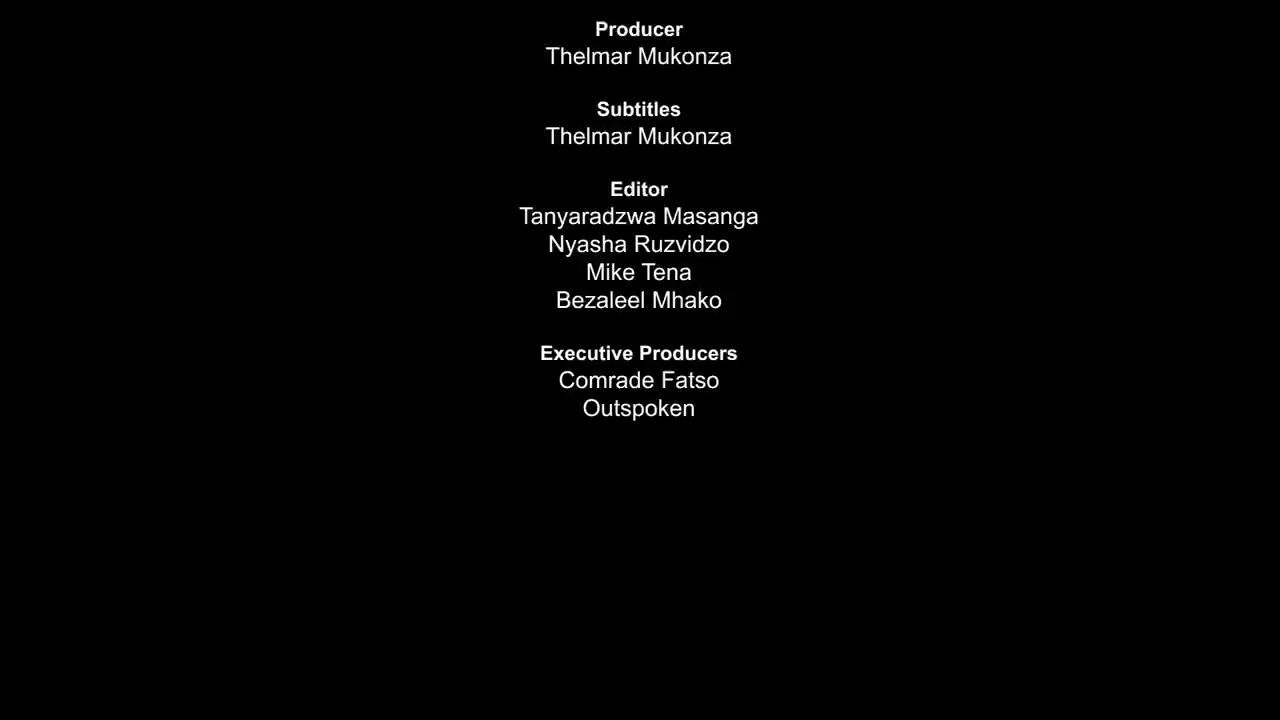 Producer
Thelmar Mukonza
Subtitles
Thelmar Mukonza
Editor
Tanyaradzwa Masanga
Nyasha Ruzvidzo
Mike Tena
Bezaleel Mhako
Executive Producers
Comrade Fatso
Outspoken